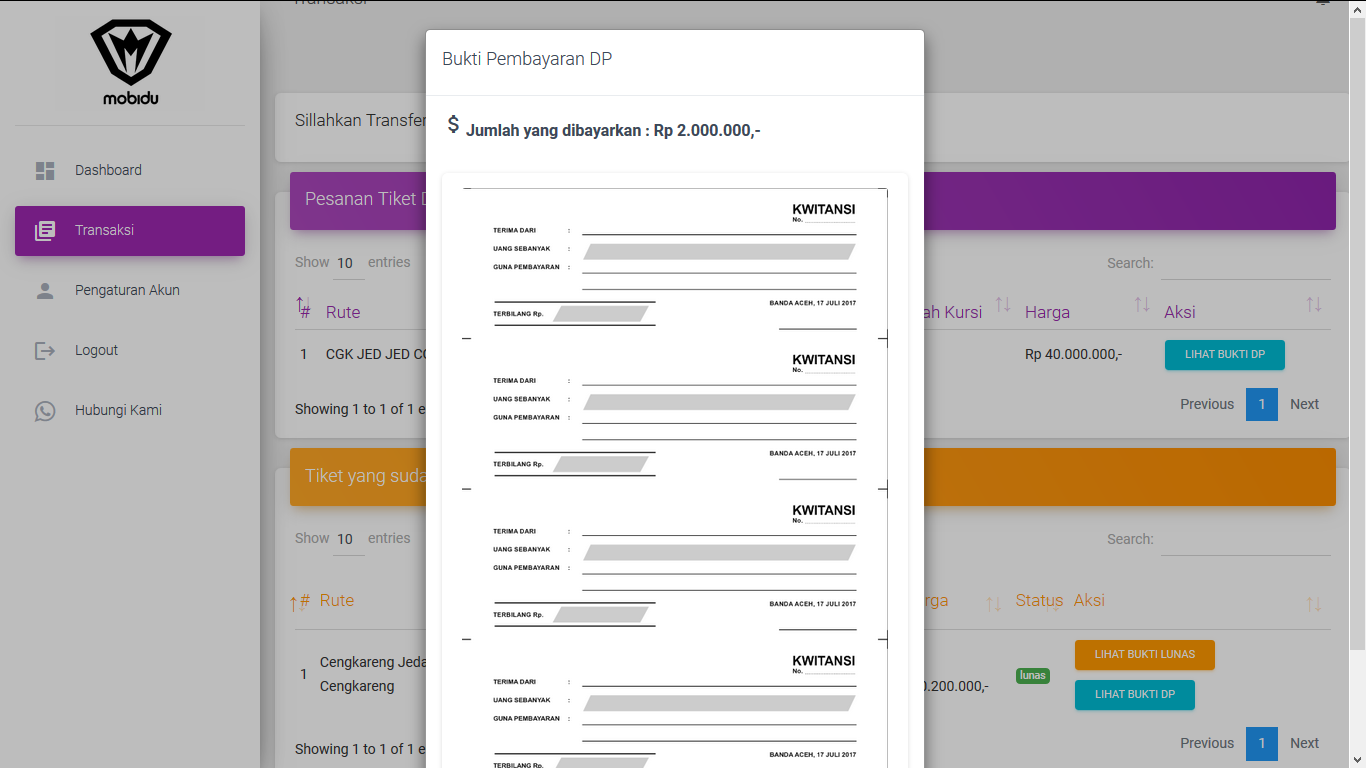 mobidu
Dashboard
Transaksi
Pengaturan Akun
Logout
Hubungi Kami
Transaksi
Sillahkan Transfer
Pesanan Tiket
Show 10 entries
Search:
# Rute
Kursi
Harga
Aksi
1 CGK JED JED
Rp 40.000.000,-
LIHAT BUKTI DP
Showing 1 to 1 of 1
Previous 1 Next
Tiket yang
Show 10 entries
Search:
# Rute
Status
Aksi
1
Cengkareng
Cengkareng
.200.000,-
lunas
LIHAT BUKTI LUNAS
LIHAT BUKTI DP
Showing 1 to 1 of 1
Previous 1 Next
Bukti Pembayaran DP
$ Jumlah yang dibayarkan : Rp 2.000.000,-
KWITANSI
No.
TERIMA DARI :
UANG SEBANYAK :
GUNA PEMBAYARAN :
BANDA ACEH, 17 JULI 2017
TERBILANG Rp.
KWITANSI
No.
TERIMA DARI :
UANG SEBANYAK :
GUNA PEMBAYARAN :
BANDA ACEH, 17 JULI 2017
TERBILANG Rp.
KWITANSI
No.
TERIMA DARI :
UANG SEBANYAK :
GUNA PEMBAYARAN :
BANDA ACEH, 17 JULI 2017
TERBILANG Rp.
KWITANSI
No.
TERIMA DARI :
UANG SEBANYAK :
GUNA PEMBAYARAN :
BANDA ACEH, 17 JULI 2017
TERBILANG Rp.